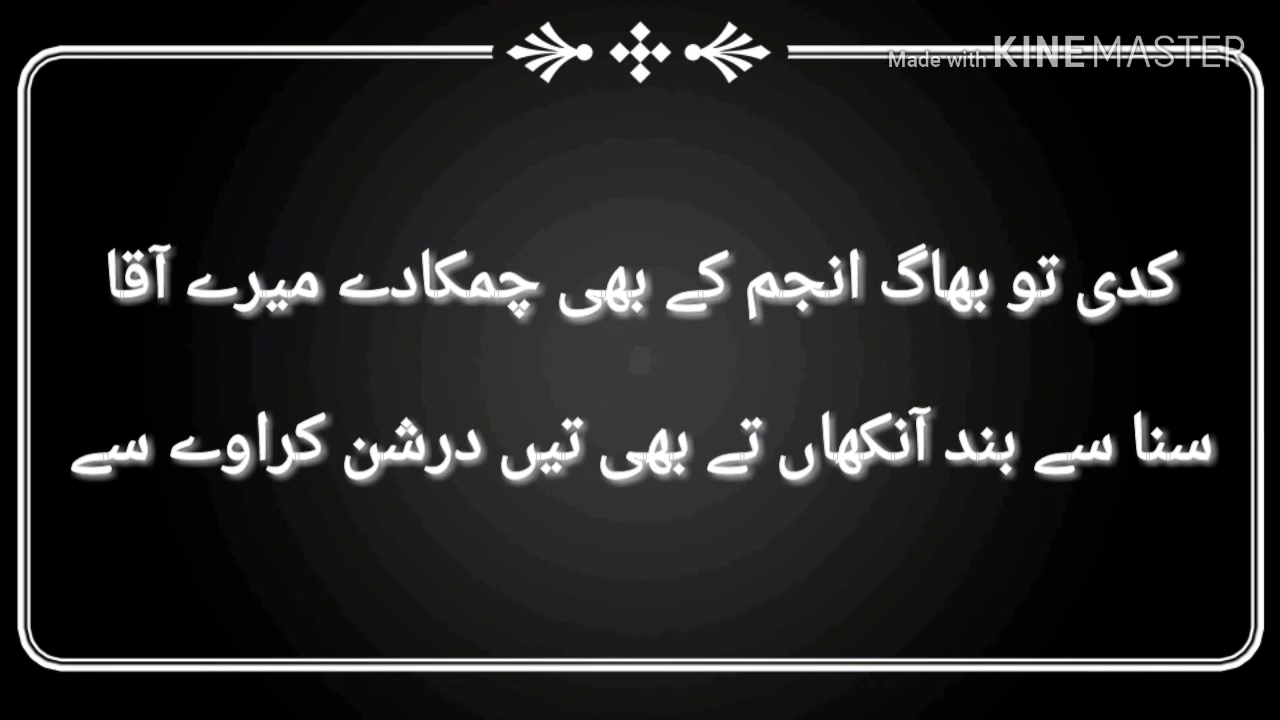 Made with KINEMASTER
کدی تو بھاگ انجم کے بھی چمکادے میرے آقا
سنا سے بند آنکھاں تے بھی تیں درشن کراوے سے